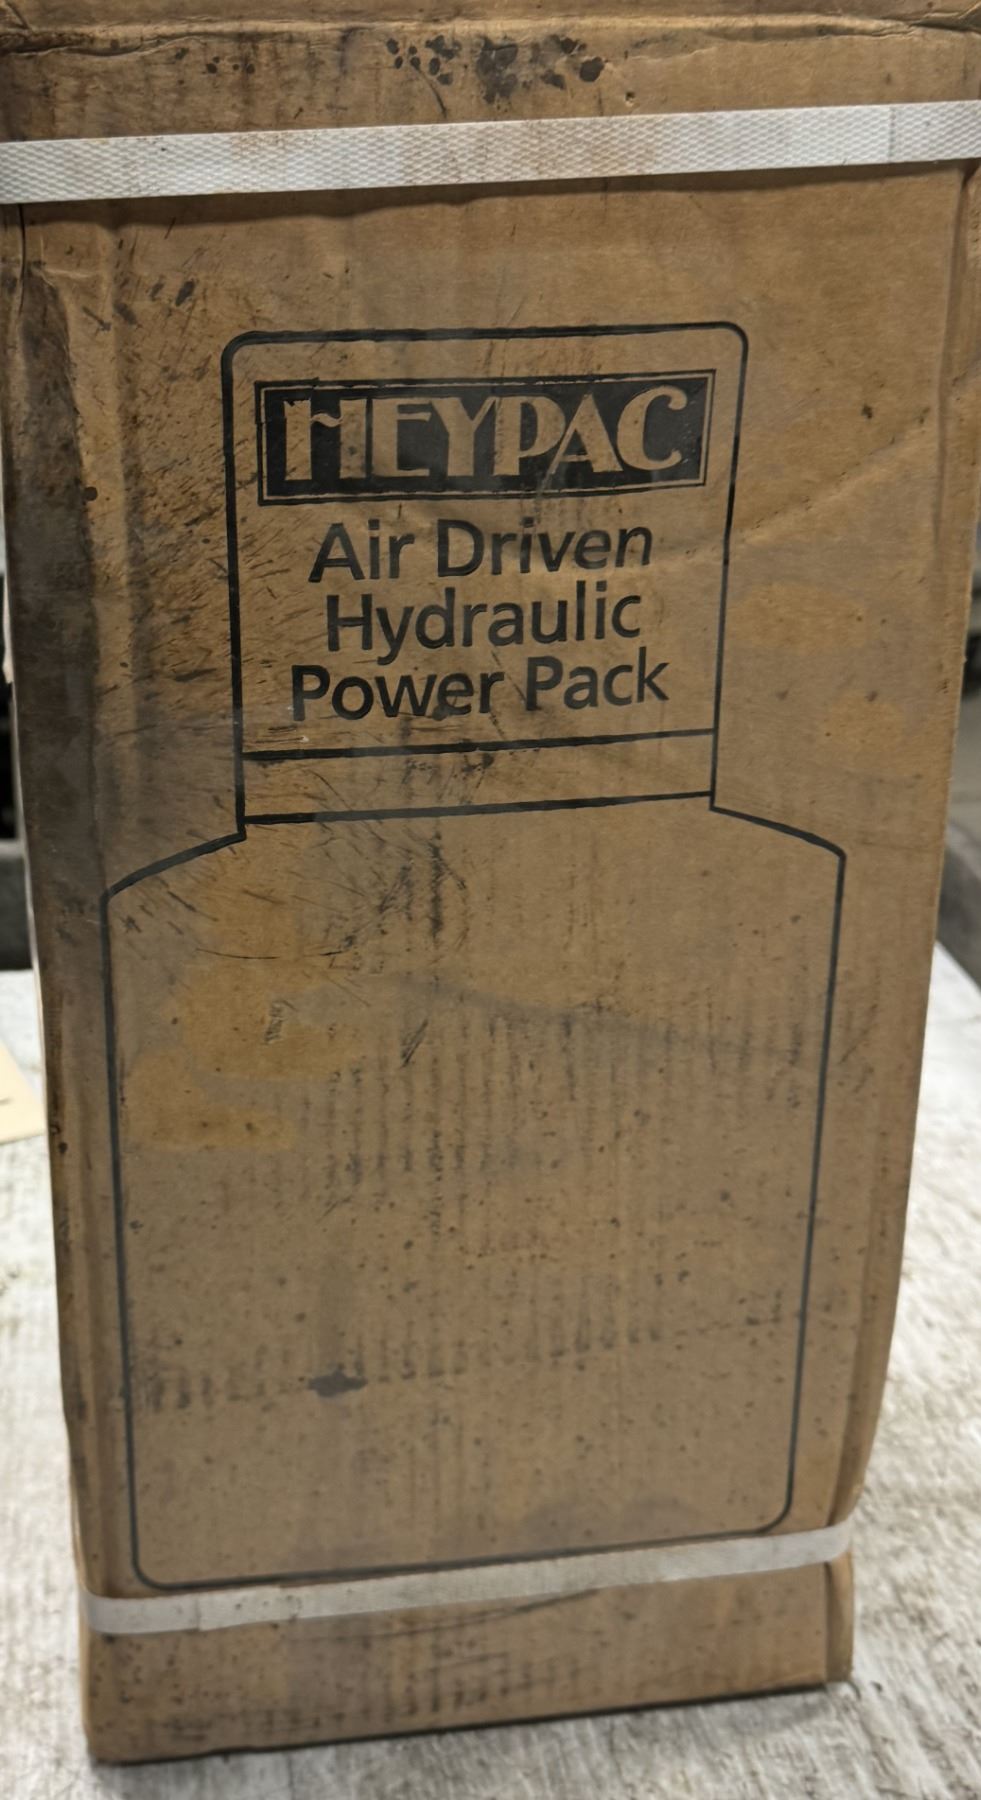 HEYPAC
Air Driven
Hydraulic
Power Pack